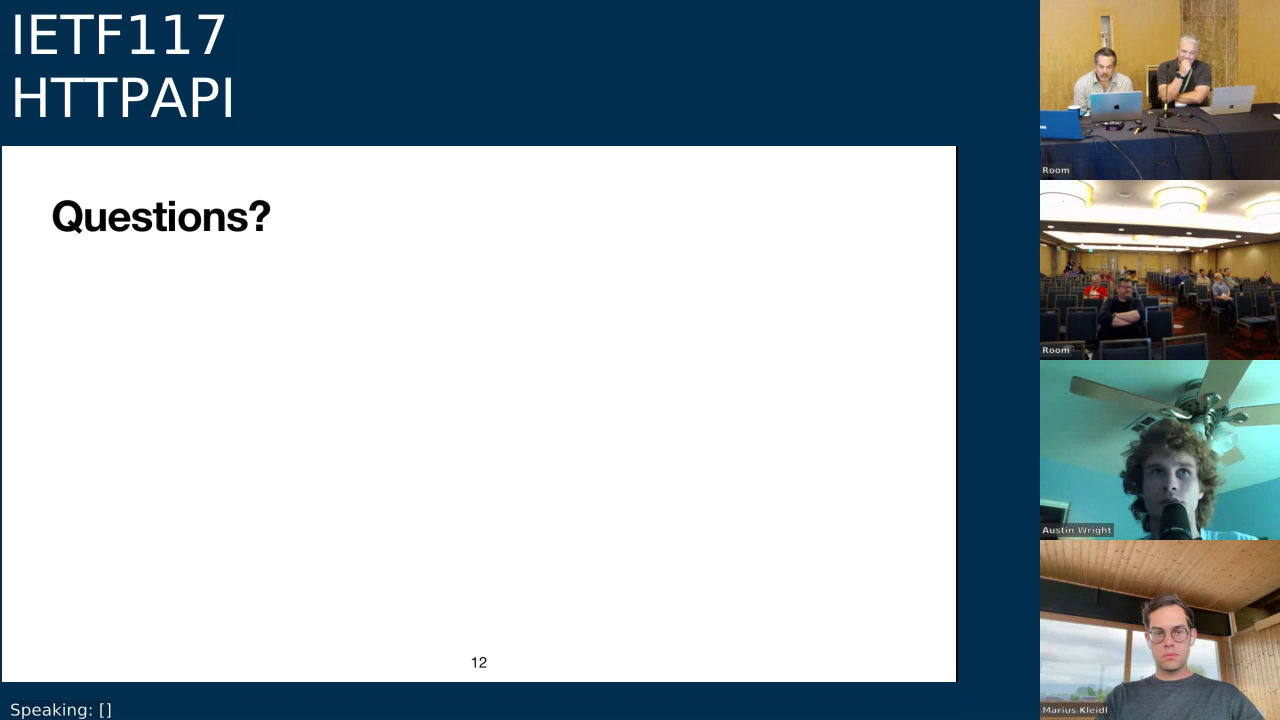 IETF117
HTTPAPI
Questions?
12
Speaking: []
Room
Room
Austin Wright
Marius Kleidl